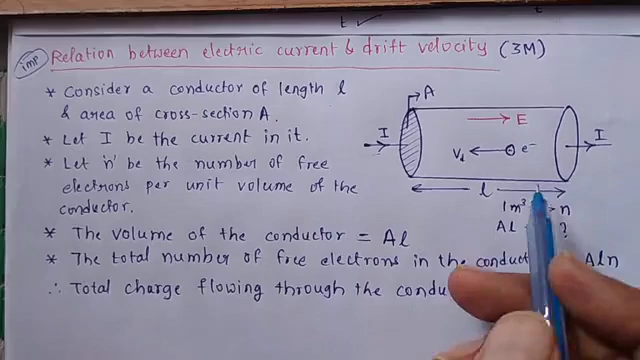 imp Relation between electric current & drift velocity (3M)
* Consider a conductor of length l
& area of cross-section A.
* Let I be the current in it.
* Let 'n' be the number of free
electrons per unit volume of the
conductor.
* The volume of the conductor = Al
* The total number of free electrons in the conduct Aln
∴ Total charge flowing through the condu
A
E
I
I
Vd
e⁻
l
1m³ n
Al ?
t
t